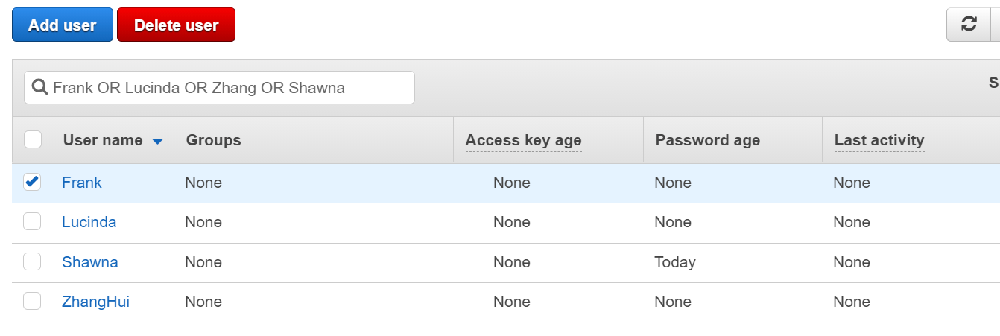 Add user Delete user
Frank OR Lucinda OR Zhang OR Shawna S
User name Groups Access key age Password age Last activity
Frank None None None None
Lucinda None None None None
Shawna None None Today None
ZhangHui None None None None